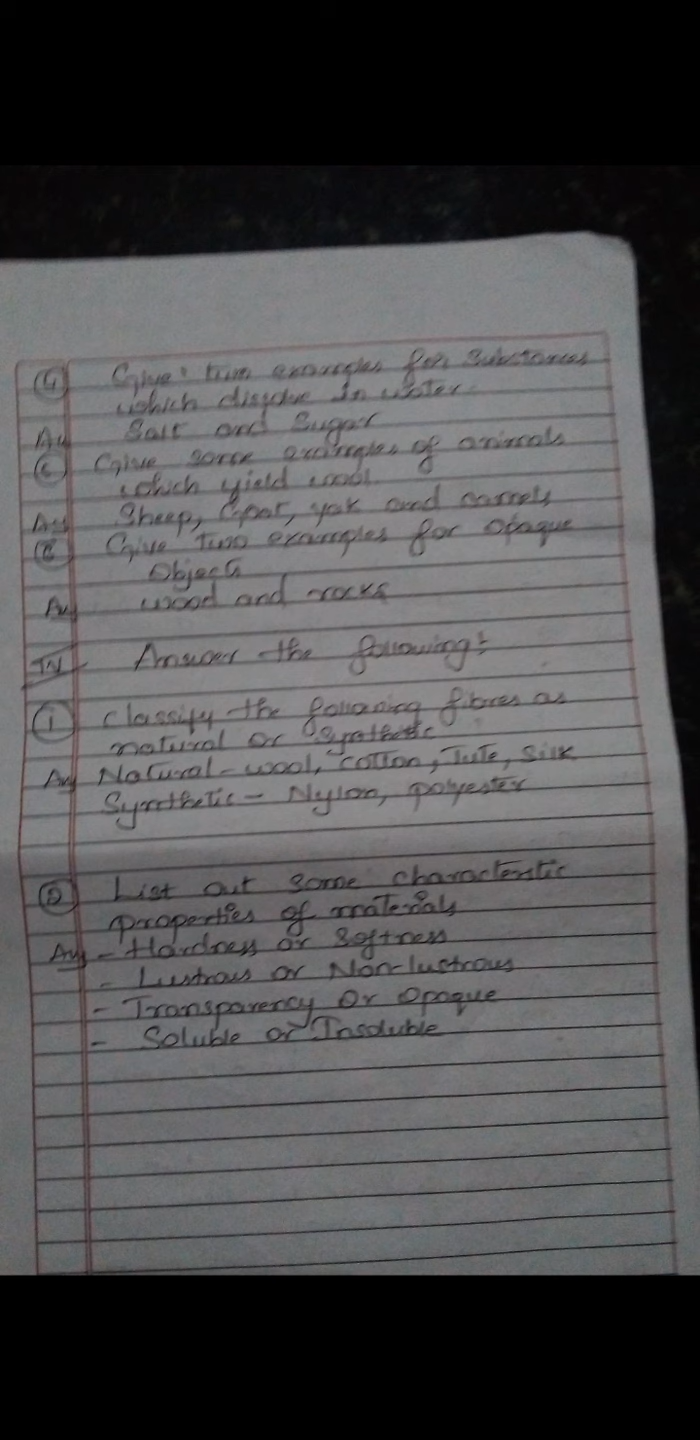 ④ Give two examples for substances
which dissolve In water.
Ans Salt and Sugar
Give some examples of animals
which yield wool.
Ans Sheep, Goat, yak and camels
Give two examples for opaque
Objects
Ans wood and rocks
IV Answer the following:
① Classify the following fibres as
natural or synthetic
Ans Natural - wool, cotton, Jute, silk
Synthetic - Nylon, polyester
② List out some characteristic
properties of materials
Ans - Hardness or Softness
- Lustrous or Non-lustrous
- Transparency Or Opaque
- Soluble or Insoluble